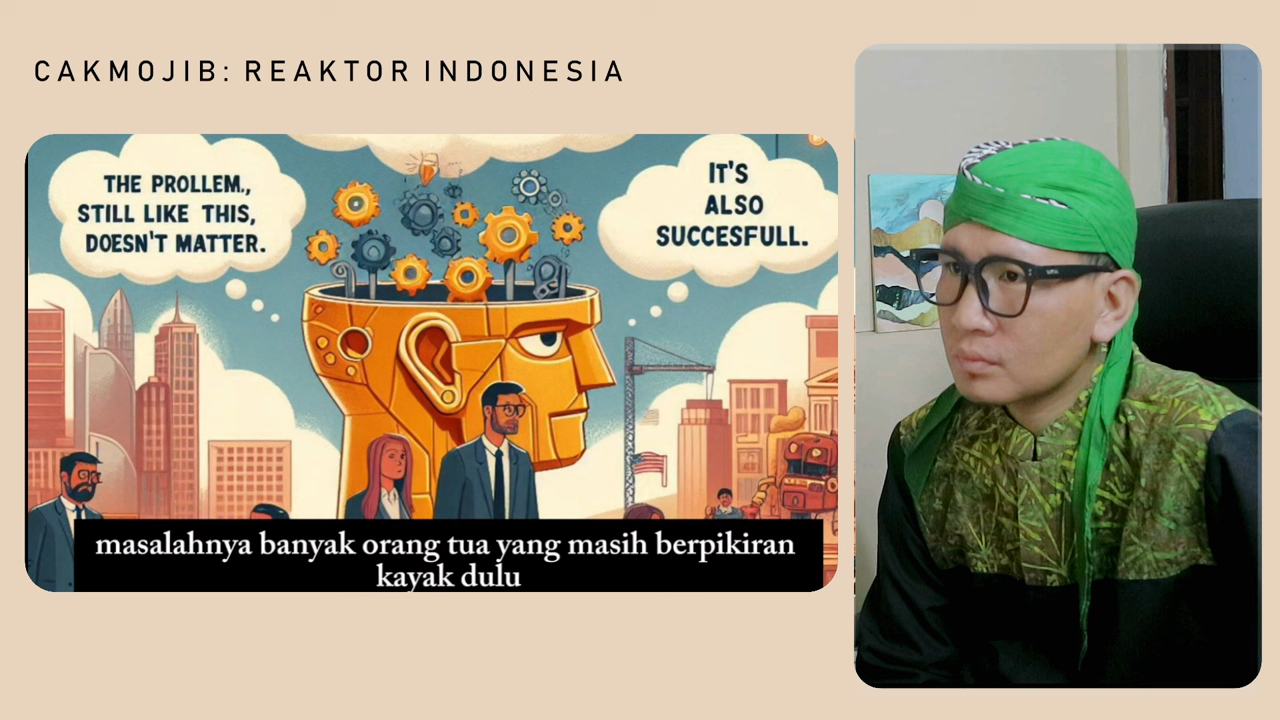 CAKMOJIB: REAKTOR INDONESIA
THE PROLLEM.,
STILL LIKE THIS,
DOESN'T MATTER.
IT'S
ALSO
SUCCESFULL.
masalahnya banyak orang tua yang masih berpikiran
kayak dulu